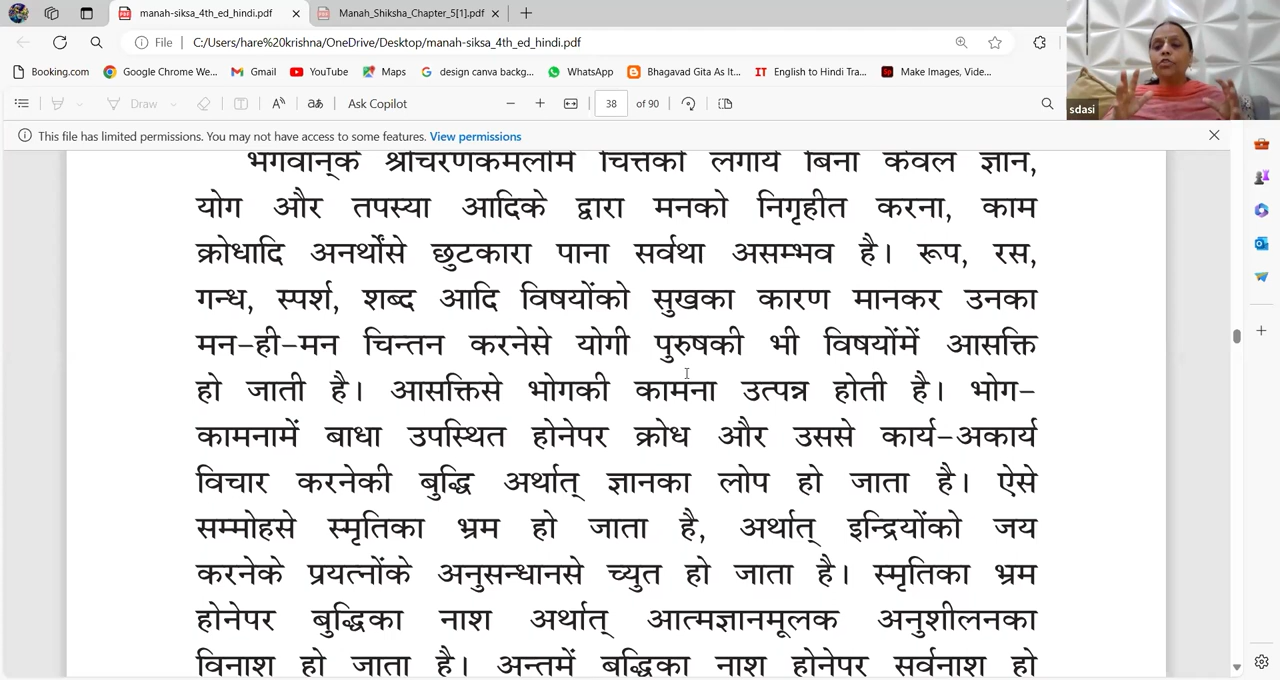 manah-siksa_4th_ed_hindi.pdf
Manah_Shiksha_Chapter_5[1].pdf
File
C:/Users/hare%20krishna/OneDrive/Desktop/manah-siksa_4th_ed_hindi.pdf
Booking.com Google Chrome We... Gmail YouTube Maps design canva backg... WhatsApp Bhagavad Gita As It... English to Hindi Tra... Make Images, Vide...
sdasi
Draw Ask Copilot 38 of 90
This file has limited permissions. You may not have access to some features. View permissions
भगवान्‌के श्रीचरणकमलोंमें चित्तको लगाये बिना केवल ज्ञान,
योग और तपस्या आदिके द्वारा मनको निगृहीत करना, काम
क्रोधादि अनर्थोंसे छुटकारा पाना सर्वथा असम्भव है। रूप, रस,
गन्ध, स्पर्श, शब्द आदि विषयोंको सुखका कारण मानकर उनका
मन-ही-मन चिन्तन करनेसे योगी पुरुषकी भी विषयोंमें आसक्ति
हो जाती है। आसक्तिसे भोगकी कामना उत्पन्न होती है। भोग-
कामनामें बाधा उपस्थित होनेपर क्रोध और उससे कार्य-अकार्य
विचार करनेकी बुद्धि अर्थात् ज्ञानका लोप हो जाता है। ऐसे
सम्मोहसे स्मृतिका भ्रम हो जाता है, अर्थात् इन्द्रियोंको जय
करनेके प्रयत्नोंके अनुसन्धानसे च्युत हो जाता है। स्मृतिका भ्रम
होनेपर बुद्धिका नाश अर्थात् आत्मज्ञानमूलक अनुशीलनका
विनाश हो जाता है। अन्तमें बुद्धिका नाश होनेपर सर्वनाश हो